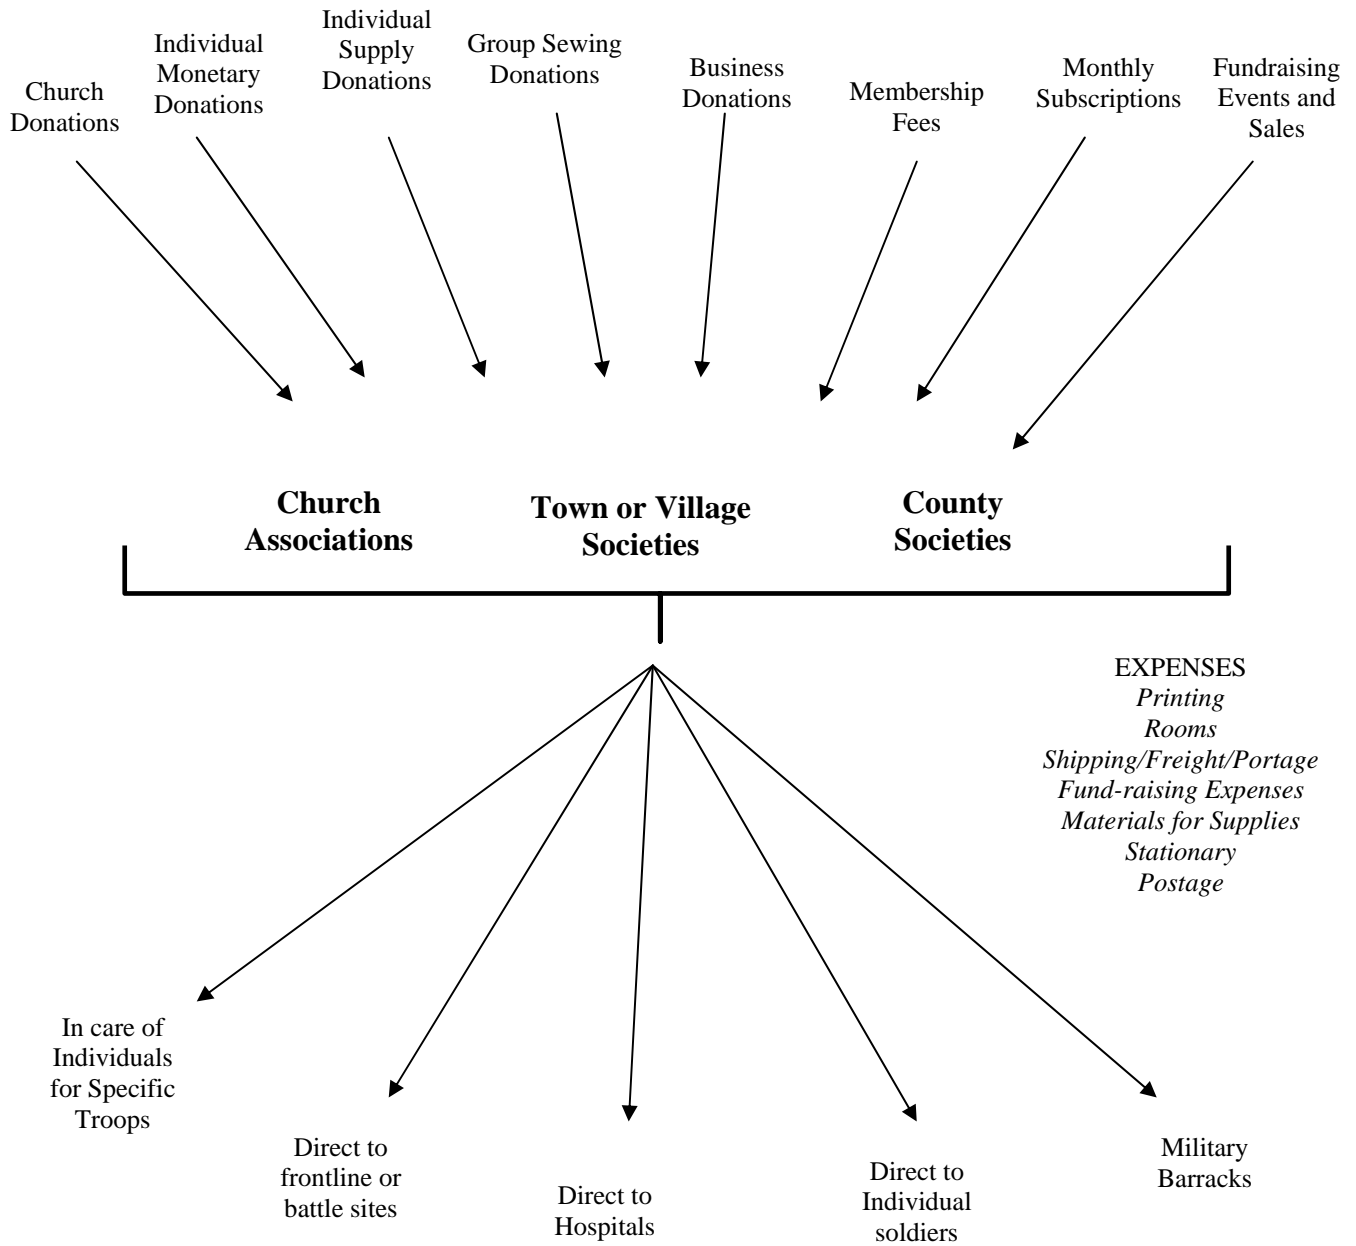 Church
Donations
Individual
Monetary
Donations
Individual
Supply
Donations
Group Sewing
Donations
Business
Donations
Membership
Fees
Monthly
Subscriptions
Fundraising
Events and
Sales
Church
Associations
Town or Village
Societies
County
Societies
EXPENSES
Printing
Rooms
Shipping/Freight/Portage
Fund-raising Expenses
Materials for Supplies
Stationary
Postage
In care of
Individuals
for Specific
Troops
Direct to
frontline or
battle sites
Direct to
Hospitals
Direct to
Individual
soldiers
Military
Barracks